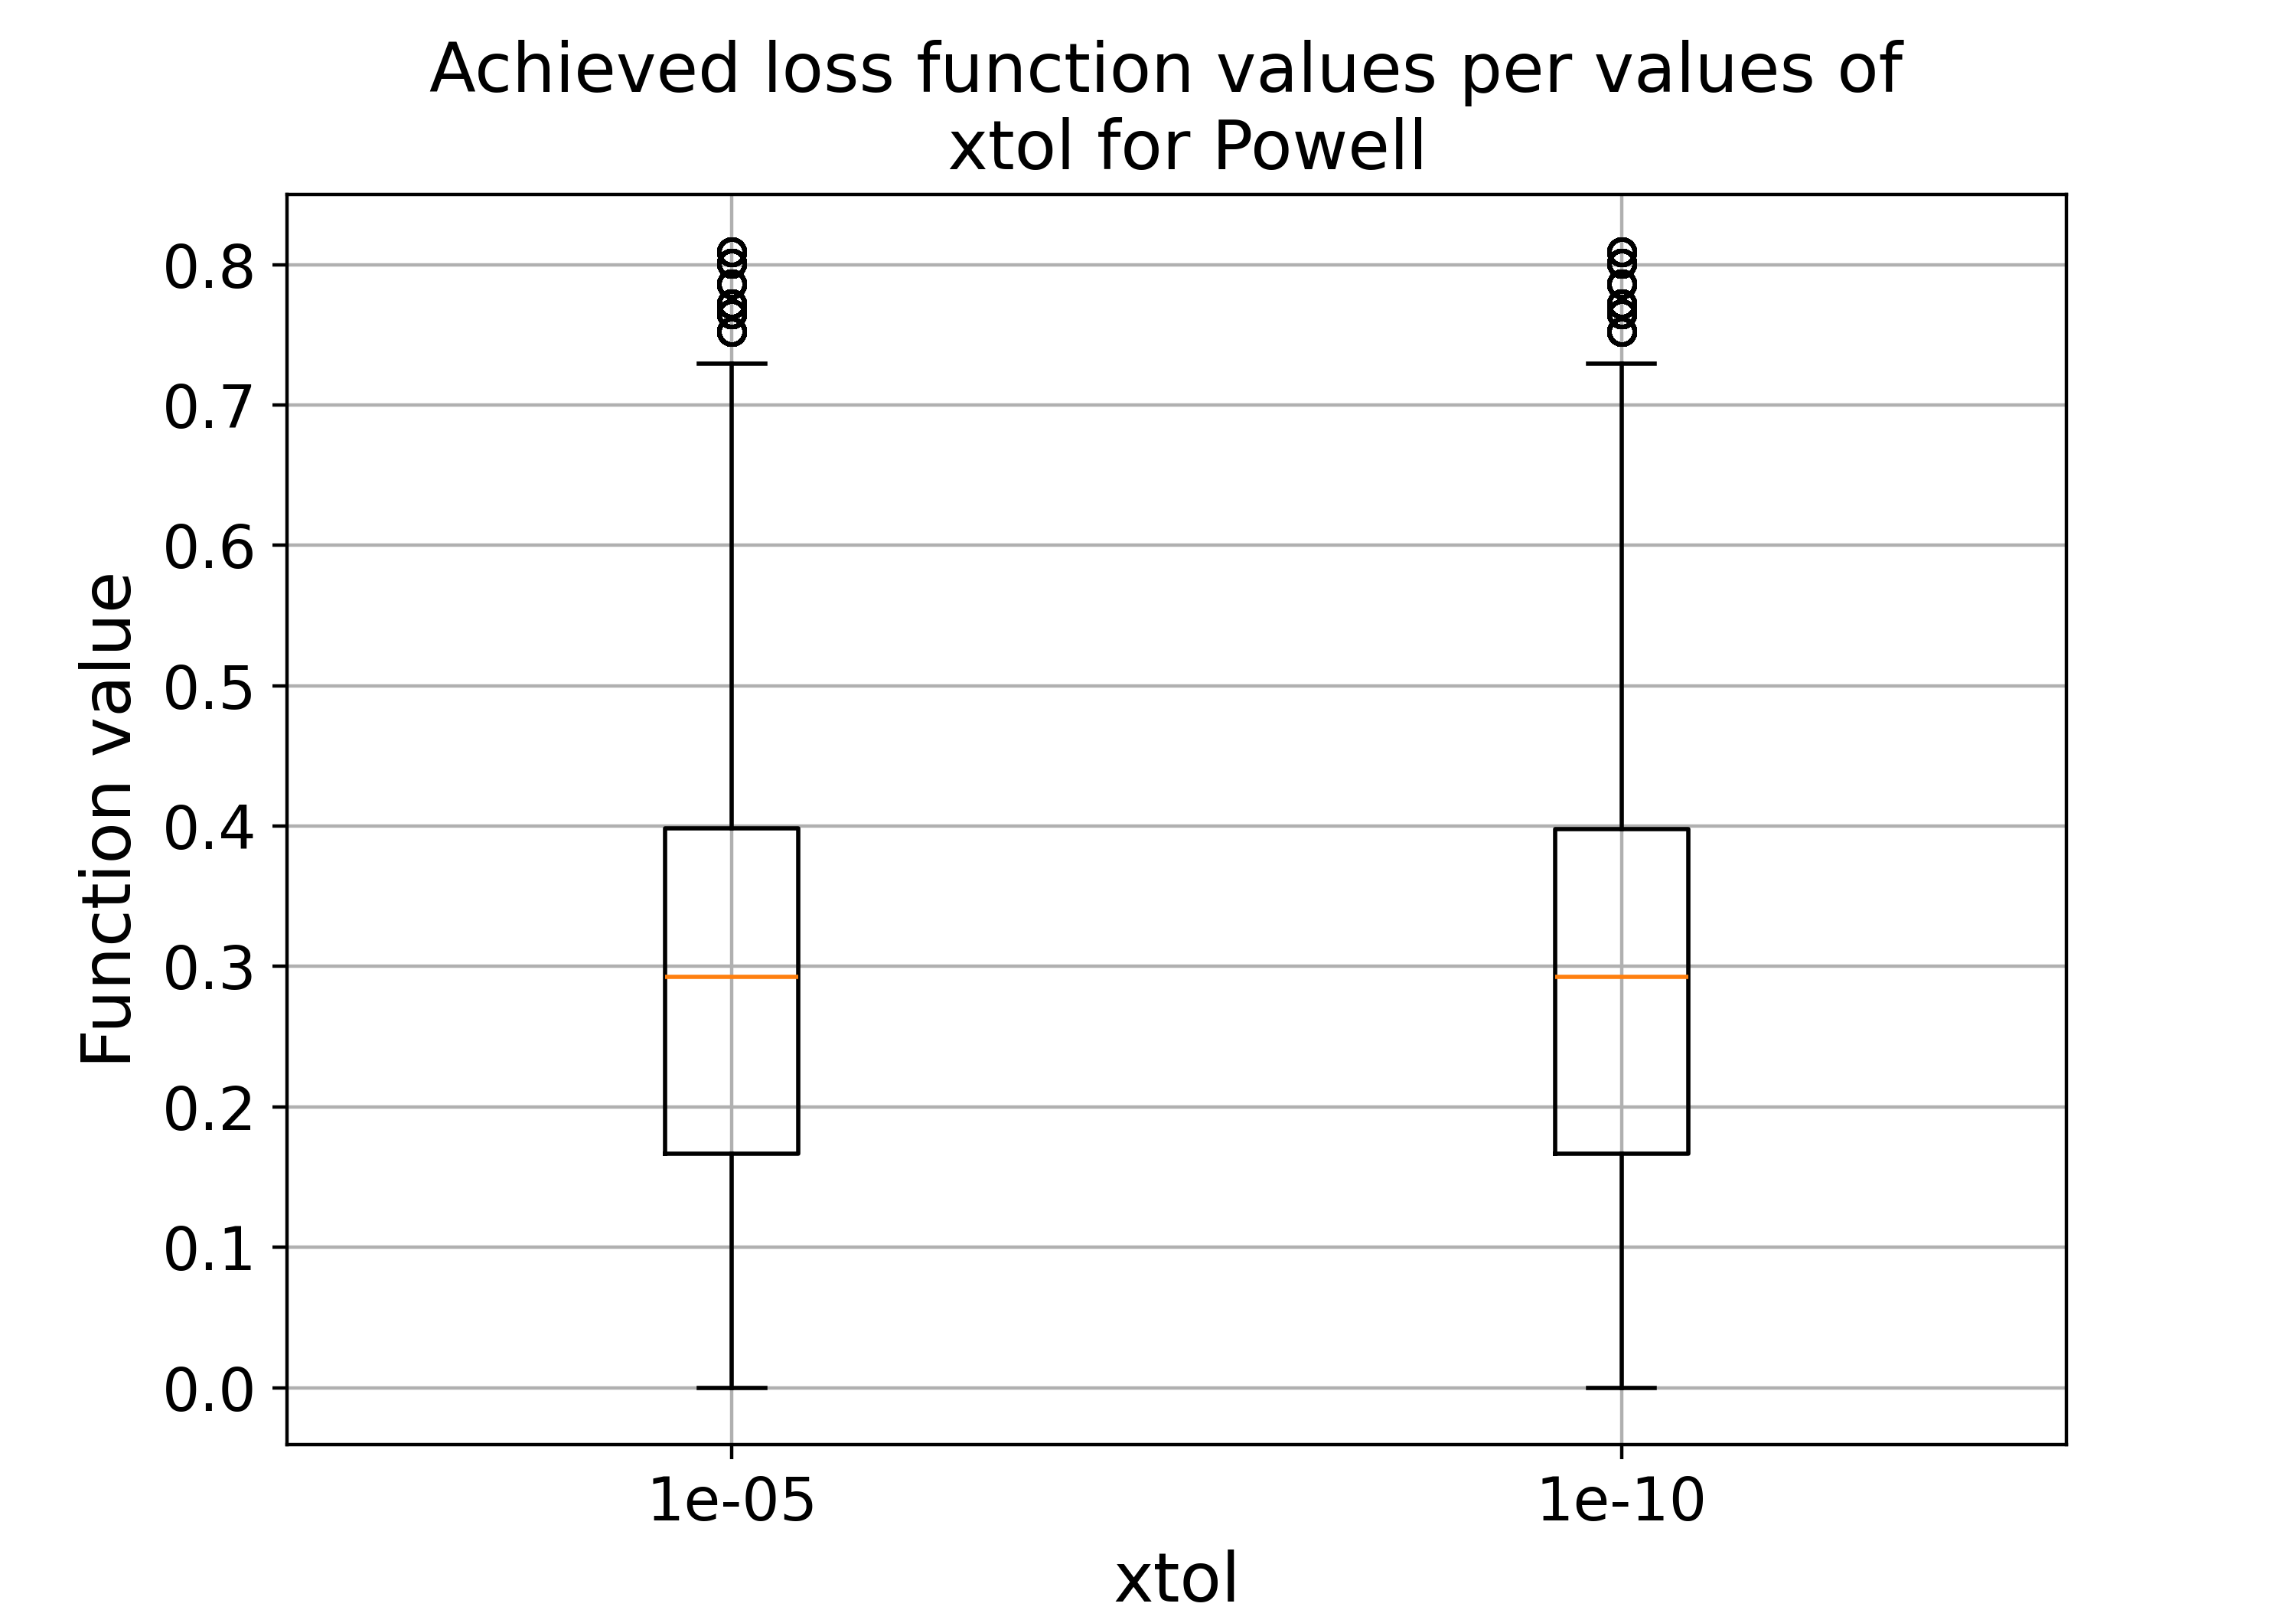 Achieved loss function values per values of
xtol for Powell
Function value
0.8
0.7
0.6
0.5
0.4
0.3
0.2
0.1
0.0
1e-05
1e-10
xtol